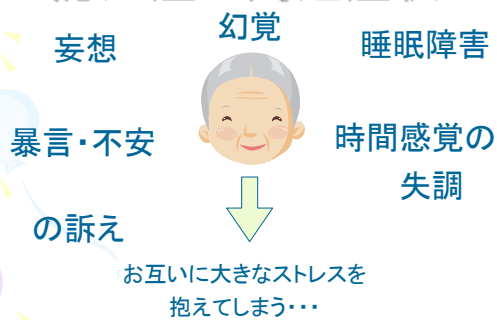 幻覚
妄想
睡眠障害
暴言・不安
の訴え
時間感覚の
失調
お互いに大きなストレスを
抱えてしまう・・・